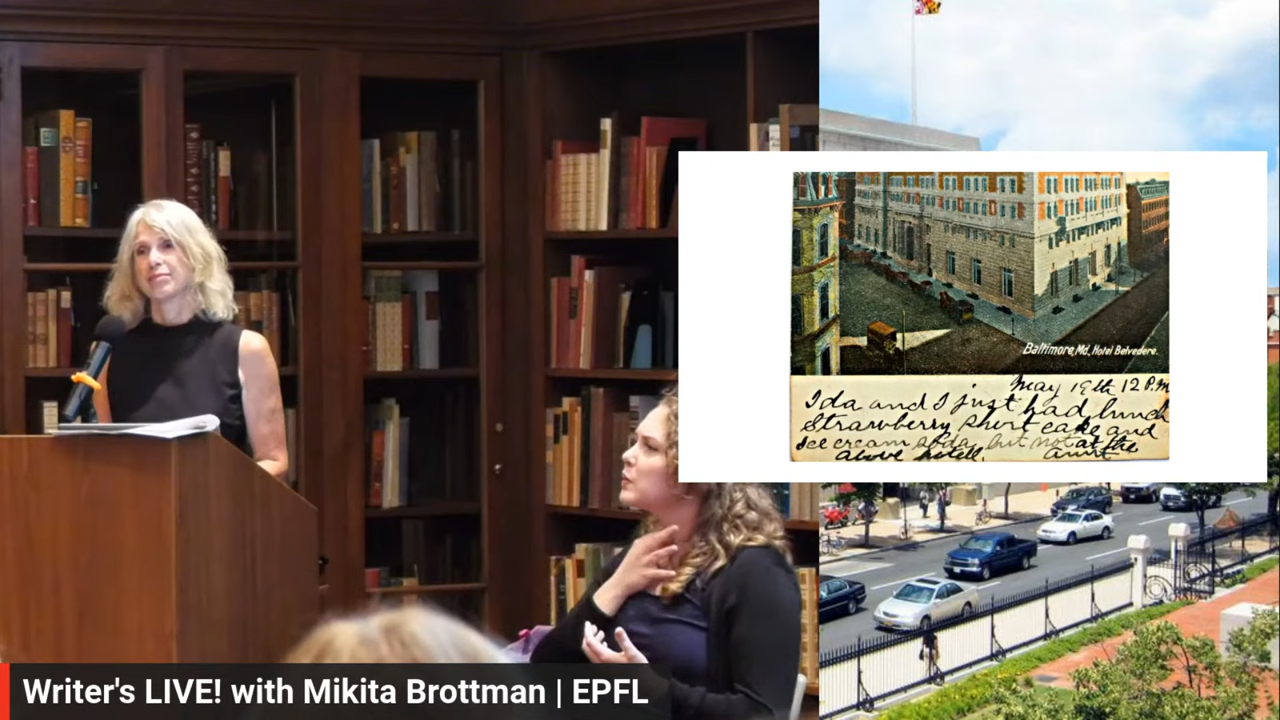 Baltimore, Md, Hotel Belvedere.
May 19th 12 P.M
Ida and I just had lunch
Strawberry Short cake and
Ice cream soda, but not at the
above hotell. Aunt
Writer's LIVE! with Mikita Brottman | EPFL